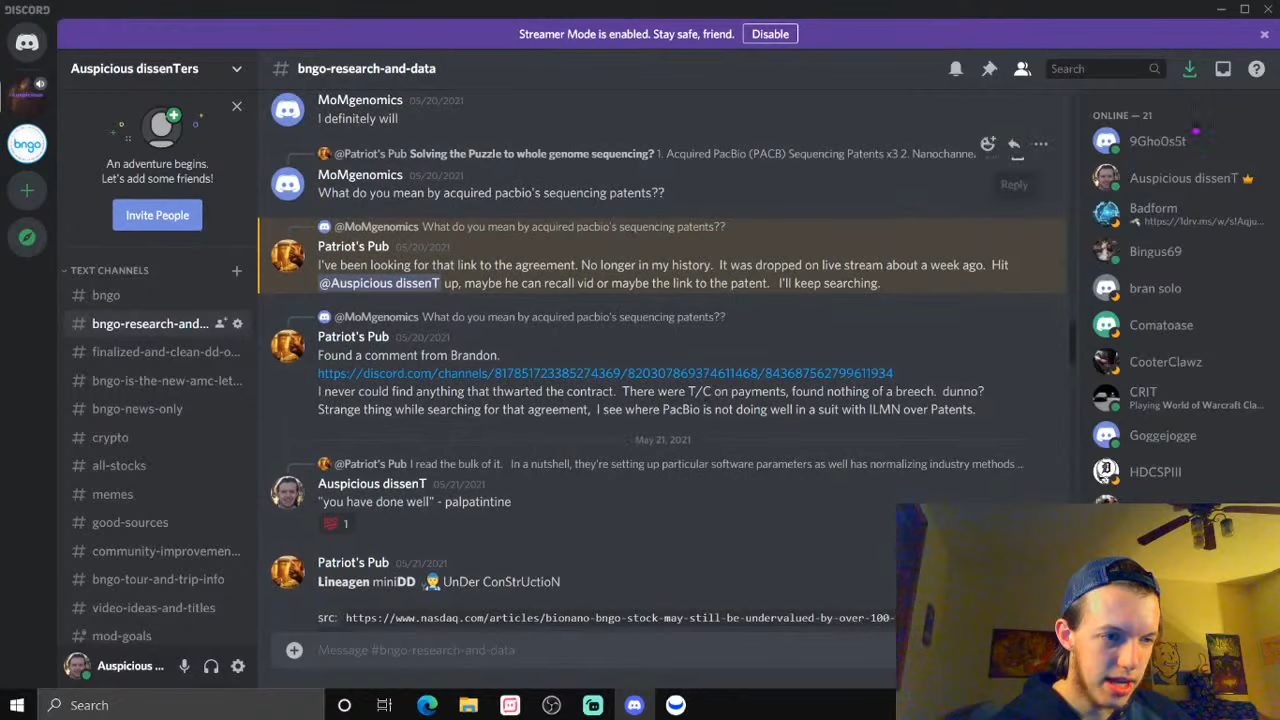 DISCORD
Streamer Mode is enabled. Stay safe, friend. Disable
Auspicious dissenTers
An adventure begins.
Let's add some friends!
Invite People
TEXT CHANNELS
bngo
bngo-research-and...
finalized-and-clean-dd-o...
bngo-is-the-new-amc-let...
bngo-news-only
crypto
all-stocks
memes
good-sources
community-improvemen...
bngo-tour-and-trip-info
video-ideas-and-titles
mod-goals
Auspicious ...
bngo
# bngo-research-and-data
Search
MoMgenomics 05/20/2021
I definitely will
@Patriot's Pub Solving the Puzzle to whole genome sequencing? 1. Acquired PacBio (PACB) Sequencing Patents x3 2. Nanochanne
MoMgenomics 05/20/2021
What do you mean by acquired pacbio's sequencing patents??
Reply
@MoMgenomics What do you mean by acquired pacbio's sequencing patents??
Patriot's Pub 05/20/2021
I've been looking for that link to the agreement. No longer in my history. It was dropped on live stream about a week ago. Hit
@Auspicious dissenT up, maybe he can recall vid or maybe the link to the patent. I'll keep searching.
@MoMgenomics What do you mean by acquired pacbio's sequencing patents??
Patriot's Pub 05/20/2021
Found a comment from Brandon.
https://discord.com/channels/817851723385274369/820307869374611468/843687562799611934
I never could find anything that thwarted the contract. There were T/C on payments, found nothing of a breech. dunno?
Strange thing while searching for that agreement, I see where PacBio is not doing well in a suit with ILMN over Patents.
May 21, 2021
@Patriot's Pub I read the bulk of it. In a nutshell, they're setting up particular software parameters as well has normalizing industry methods ...
Auspicious dissenT 05/21/2021
"you have done well" - palpatintine
1
Patriot's Pub 05/21/2021
Lineagen miniDD UnDer ConStrUctioN
src: https://www.nasdaq.com/articles/bionano-bngo-stock-may-still-be-undervalued-by-over-100-
Message #bngo-research-and-data
ONLINE — 21
9Gho0s5t
Auspicious dissenT
Badform
https://1drv.ms/w/s!Aqju...
Bingus69
bran solo
Comatoase
CooterClawz
CRIT
Playing World of Warcraft Cla...
Goggejogge
HDCSPIII
Search